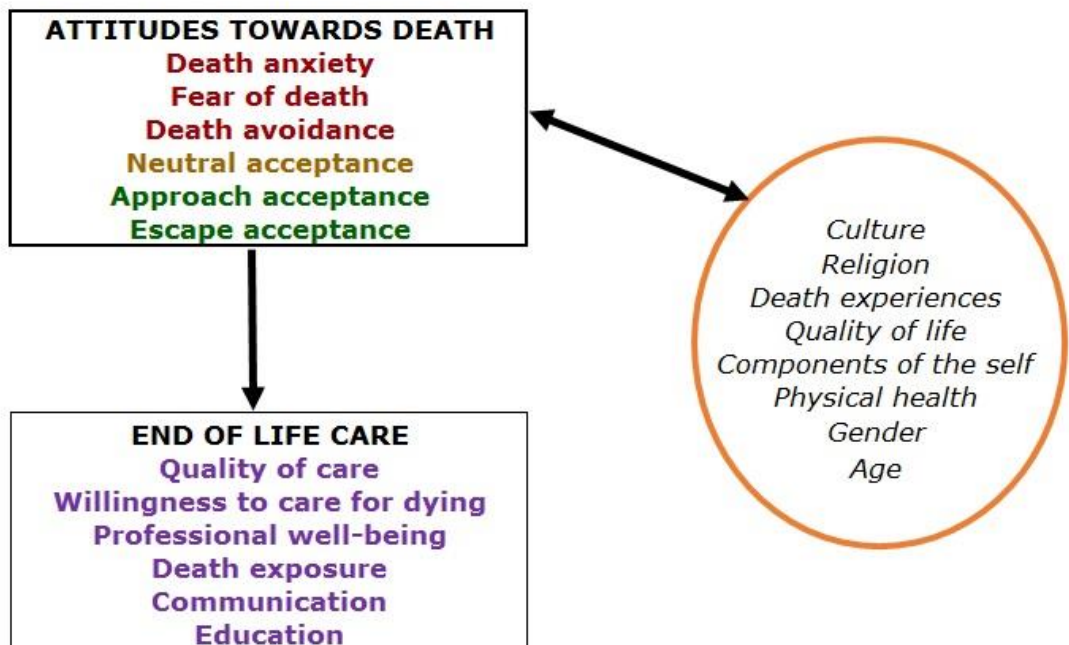 ATTITUDES TOWARDS DEATH
Death anxiety
Fear of death
Death avoidance
Neutral acceptance
Approach acceptance
Escape acceptance
Culture
Religion
Death experiences
Quality of life
Components of the self
Physical health
Gender
Age
END OF LIFE CARE
Quality of care
Willingness to care for dying
Professional well-being
Death exposure
Communication
Education